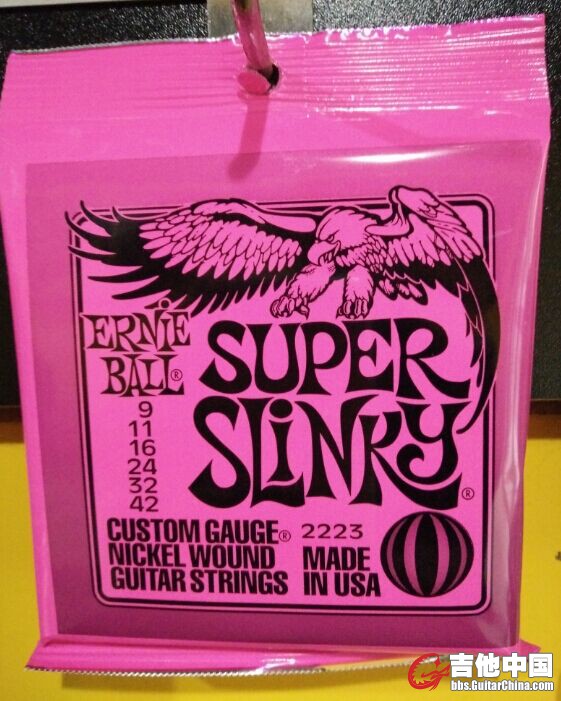 ERNIE
BALL®
SUPER
SLINKY®
9
11
16
24
32
42
CUSTOM GAUGE® 2223
NICKEL WOUND
GUITAR STRINGS
MADE
IN USA
吉他中国
bbs.GuitarChina.com